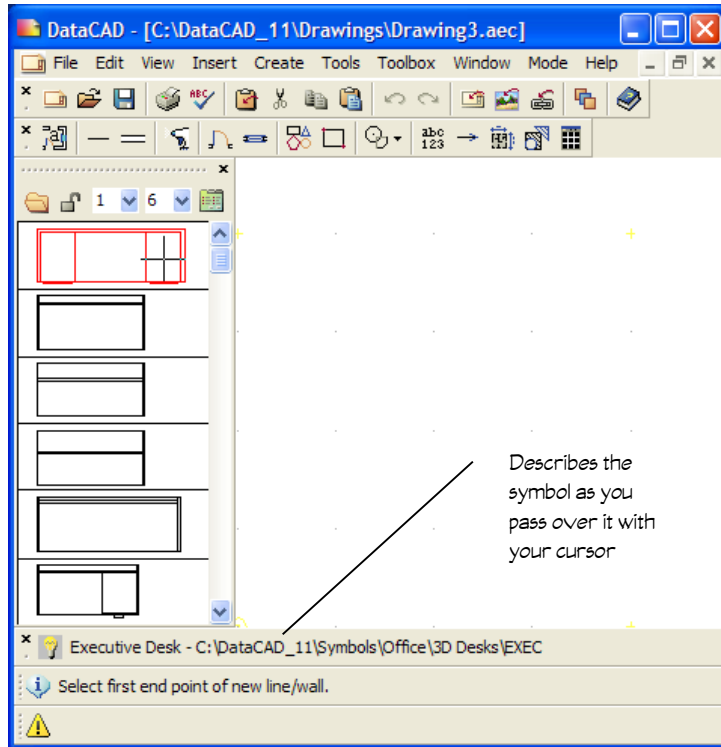 DataCAD - [C:\DataCAD_11\Drawings\Drawing3.aec]
File Edit View Insert Create Tools Toolbox Window Mode Help
ABC
abc
123
1 6
Describes the
symbol as you
pass over it with
your cursor
Executive Desk - C:\DataCAD_11\Symbols\Office\3D Desks\EXEC
Select first end point of new line/wall.